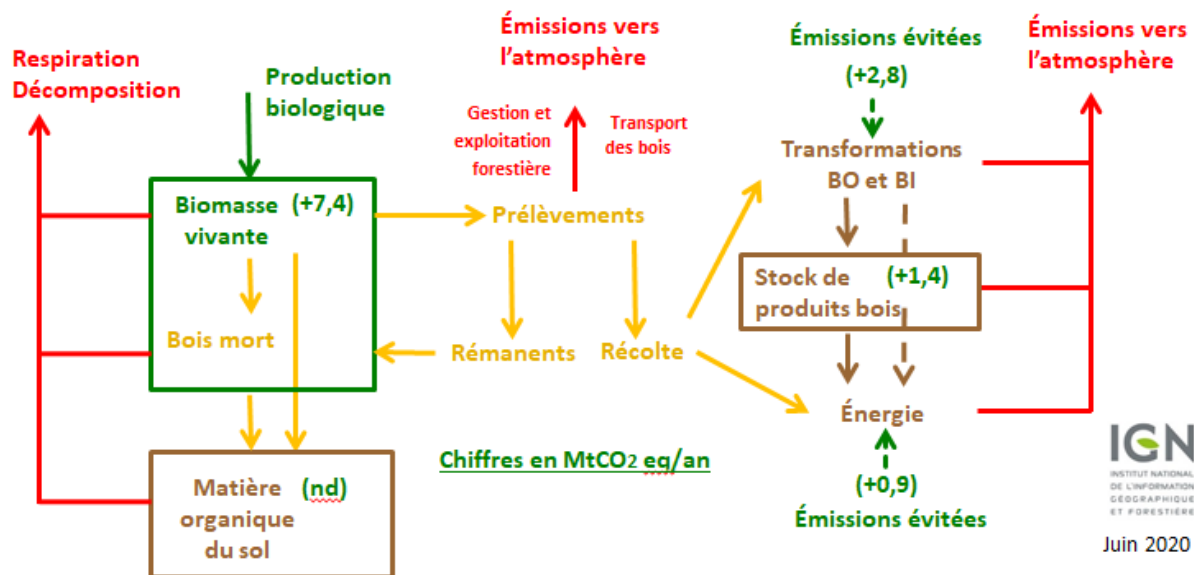 Respiration
Décomposition
Production
biologique
Émissions vers
l’atmosphère
Gestion et
exploitation
forestière
Transport
des bois
Émissions évitées
(+2,8)
Émissions vers
l’atmosphère
Transformations
BO et BI
Biomasse (+7,4)
vivante
Prélèvements
Stock de (+1,4)
produits bois
Bois mort
Rémanents
Récolte
Énergie
Chiffres en MtCO2 eq/an
(+0,9)
Émissions évitées
Matière (nd)
organique
du sol
IGN
INSTITUT NATIONAL
DE L’INFORMATION
GÉOGRAPHIQUE
ET FORESTIÈRE
Juin 2020